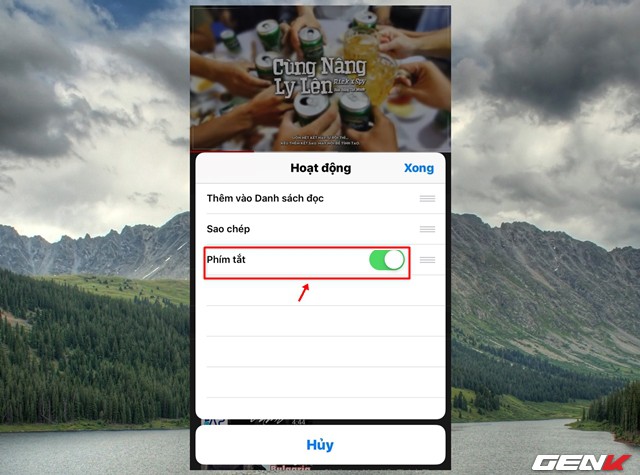 Cùng Nâng
Ly Lên
Hoạt động
Xong
Thêm vào Danh sách đọc
Sao chép
Phím tắt
4:44
Bulgaria
Hủy
GENK